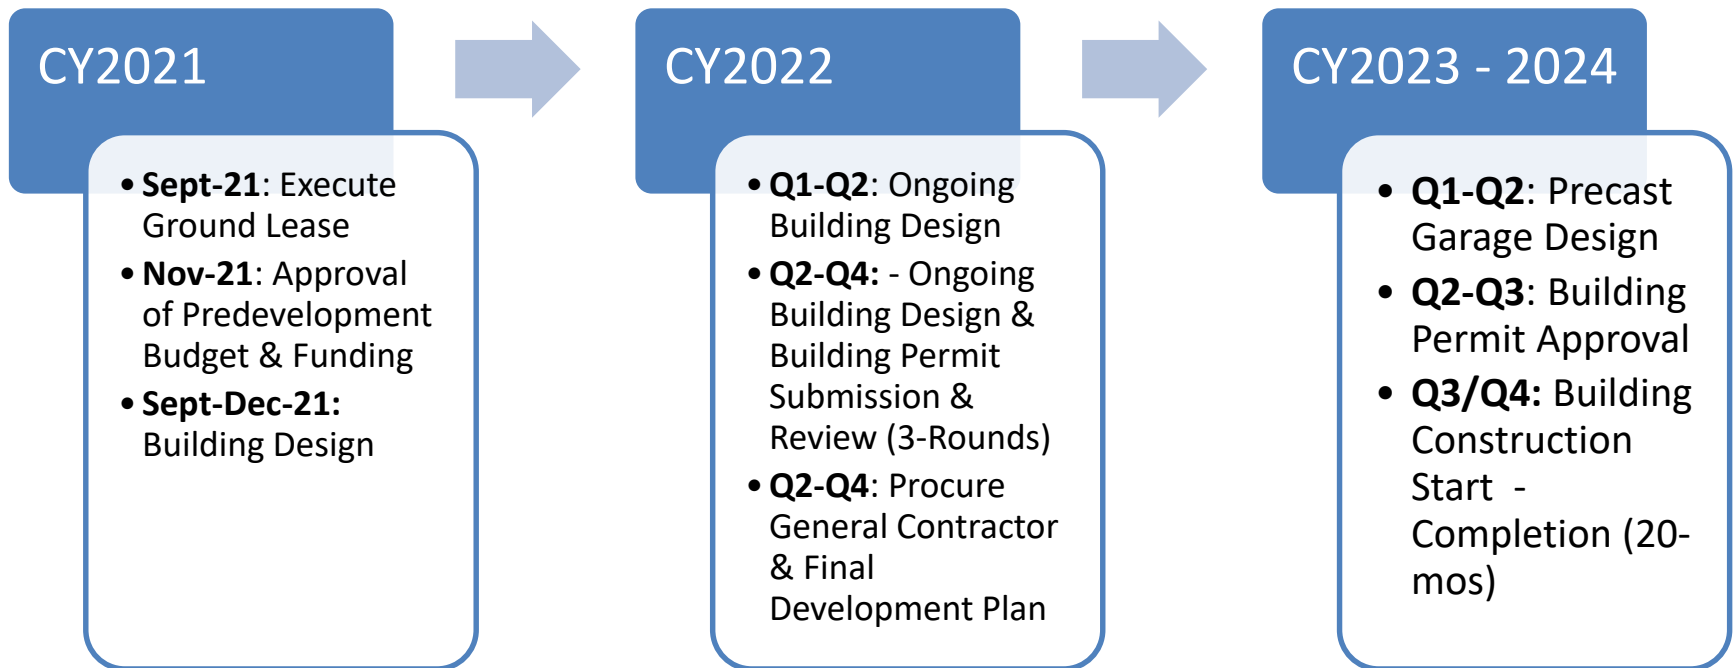 CY2021
• Sept-21: Execute
Ground Lease
• Nov-21: Approval
of Predevelopment
Budget & Funding
• Sept-Dec-21:
Building Design
CY2022
• Q1-Q2: Ongoing
Building Design
• Q2-Q4: - Ongoing
Building Design &
Building Permit
Submission &
Review (3-Rounds)
• Q2-Q4: Procure
General Contractor
& Final
Development Plan
CY2023 - 2024
• Q1-Q2: Precast
Garage Design
• Q2-Q3: Building
Permit Approval
• Q3/Q4: Building
Construction
Start -
Completion (20-
mos)